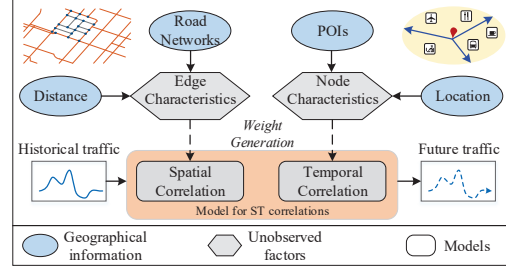 Road
Networks
POIs
Distance
Edge
Characteristics
Node
Characteristics
Location
Weight
Generation
Historical traffic
Spatial
Correlation
Temporal
Correlation
Future traffic
Model for ST correlations
Geographical
information
Unobserved
factors
Models